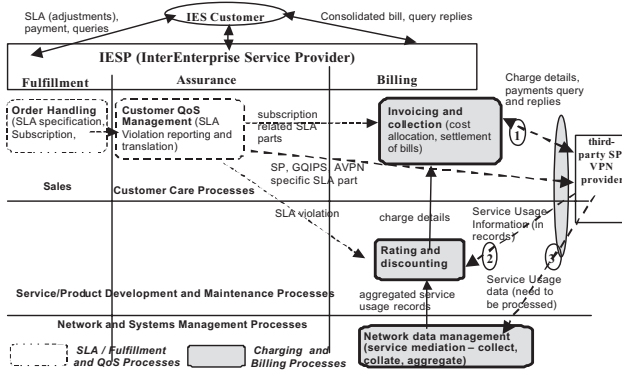 SLA (adjustments),
payment, queries
IES Customer
Consolidated bill, query replies
IESP (InterEnterprise Service Provider)
Fulfillment
Assurance
Billing
Charge details,
payments query
and replies
Order Handling
(SLA specification,
Subscription,
Customer QoS
Management (SLA
Violation reporting and
translation)
subscription
related SLA
parts
Invoicing and
collection (cost
allocation, settlement
of bills)
1
third-
party SP
VPN
provider
SP, GQIPS, AVPN
specific SLA part
Sales
Customer Care Processes
SLA violation
charge details
Service Usage
Information (in
records)
Rating and
discounting
2
3
Service Usage
data (need to
be processed)
Service/Product Development and Maintenance Processes
aggregated service
usage records
Network and Systems Management Processes
Network data management
(service mediation – collect,
collate, aggregate)
SLA / Fulfillment
and QoS Processes
Charging and
Billing Processes